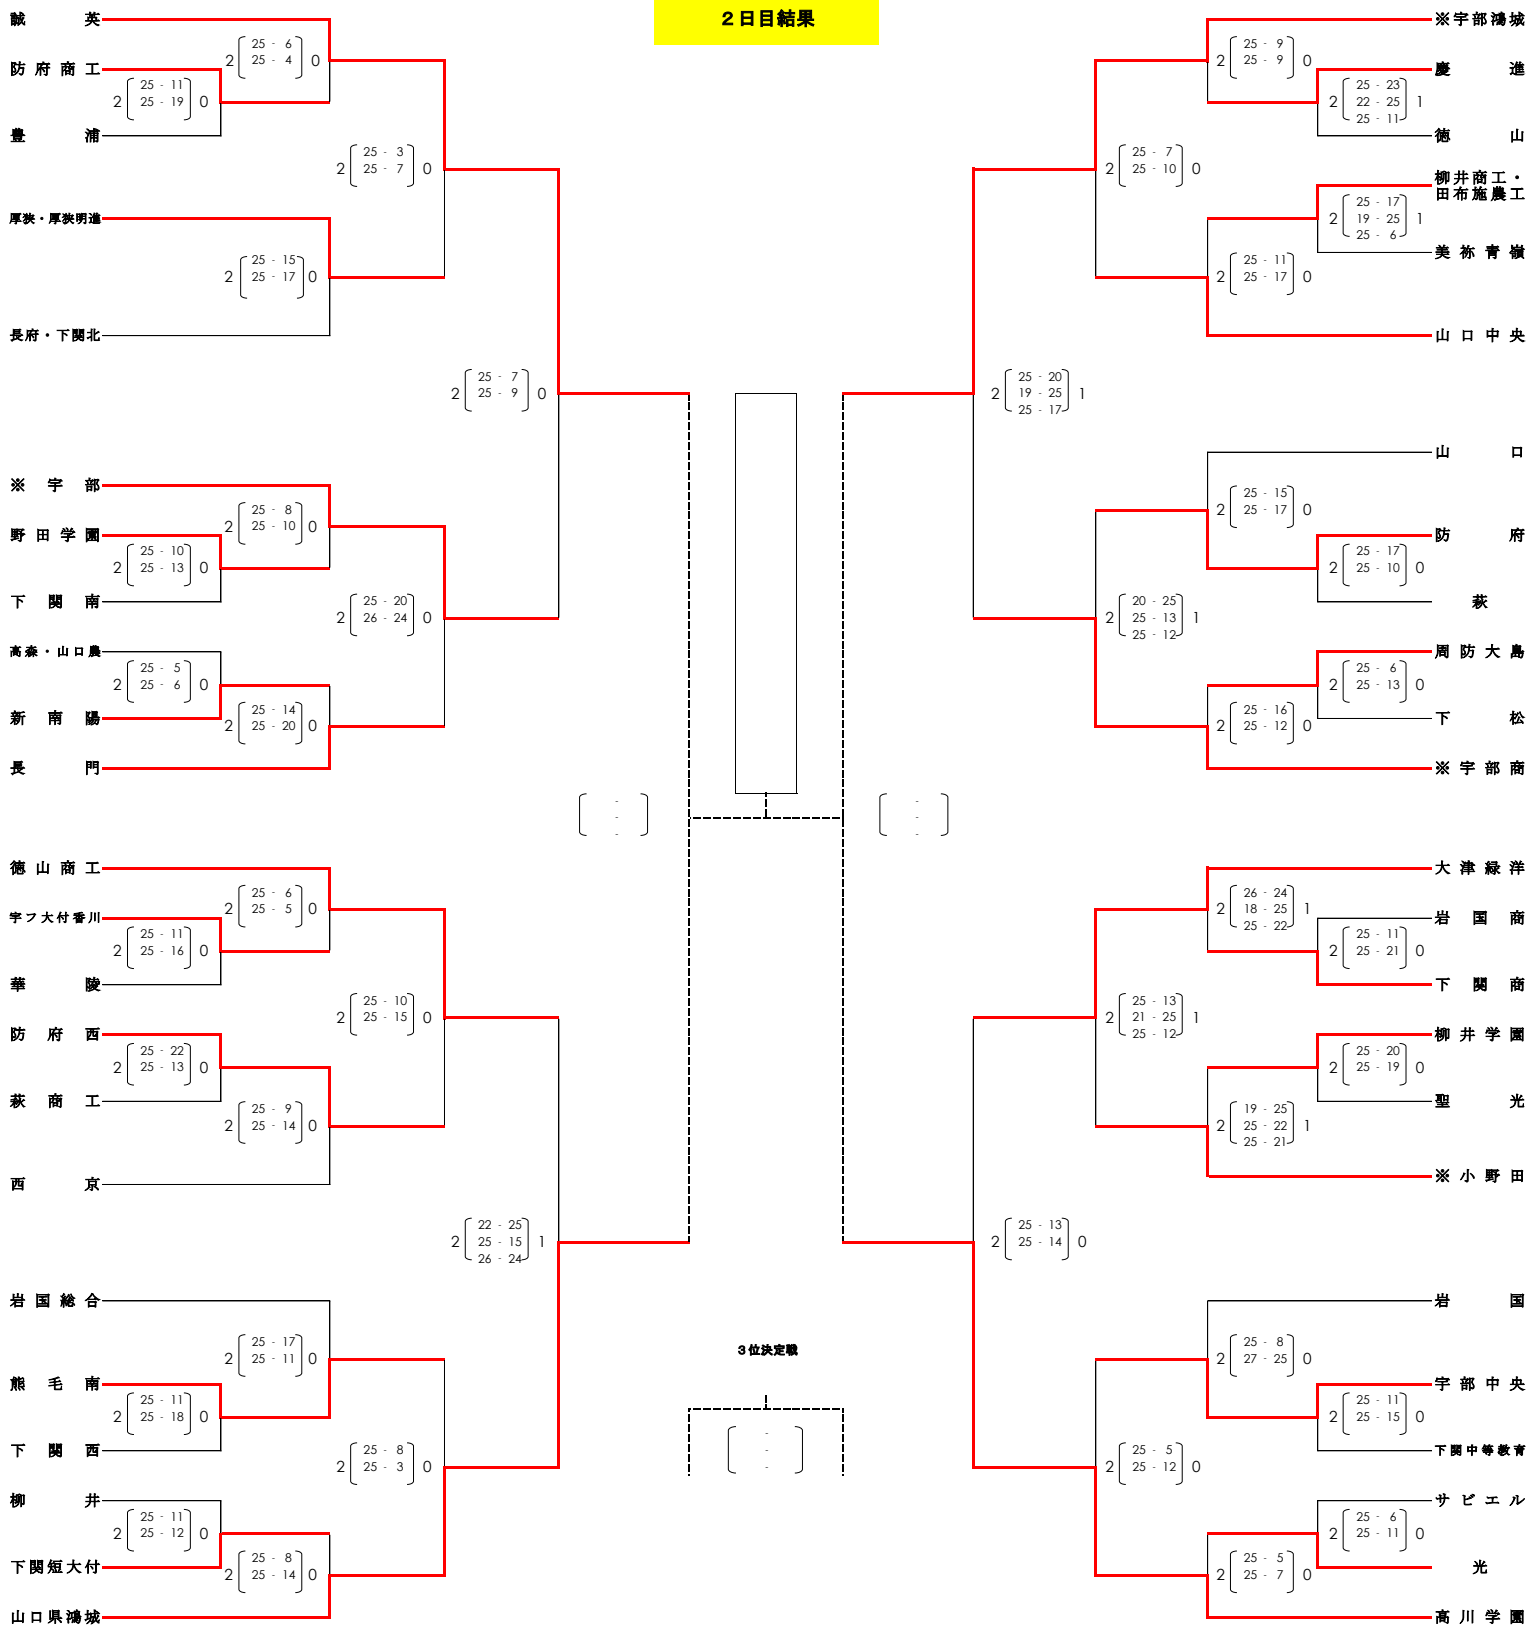 ２日目結果
誠英
25 - 6
2 25 - 4 0
防府商工
25 - 11
2 25 - 19 0
豊浦
25 - 3
2 25 - 7 0
厚狭・厚狭明進
25 - 15
2 25 - 17 0
長府・下関北
25 - 7
2 25 - 9 0
※宇部
25 - 8
2 25 - 10 0
野田学園
25 - 10
2 25 - 13 0
下関南
25 - 20
2 26 - 24 0
高森・山口農
25 - 5
2 25 - 6 0
新南陽
25 - 14
2 25 - 20 0
長門
徳山商工
25 - 6
2 25 - 5 0
宇フ大付香川
25 - 11
2 25 - 16 0
華陵
25 - 10
2 25 - 15 0
防府西
25 - 22
2 25 - 13 0
萩商工
25 - 9
2 25 - 14 0
西京
22 - 25
2 25 - 15 1
26 - 24
岩国総合
25 - 17
2 25 - 11 0
熊毛南
25 - 11
2 25 - 18 0
下関西
25 - 8
2 25 - 3 0
柳井
25 - 11
2 25 - 12 0
下関短大付
25 - 8
2 25 - 14 0
山口県鴻城
-
-
-
-
-
-
３位決定戦
-
-
-
※宇部鴻城
25 - 9
2 25 - 9 0
慶進
25 - 23
2 22 - 25 1
25 - 11
徳山
25 - 7
2 25 - 10 0
柳井商工・
田布施農工
25 - 17
2 19 - 25 1
25 - 6
美祢青嶺
25 - 11
2 25 - 17 0
山口中央
25 - 20
2 19 - 25 1
25 - 17
山口
25 - 15
2 25 - 17 0
防府
25 - 17
2 25 - 10 0
萩
20 - 25
2 25 - 13 1
25 - 12
周防大島
25 - 6
2 25 - 13 0
下松
25 - 16
2 25 - 12 0
※宇部商
大津緑洋
26 - 24
2 18 - 25 1
25 - 22
岩国商
25 - 11
2 25 - 21 0
下関商
25 - 13
2 21 - 25 1
25 - 12
柳井学園
25 - 20
2 25 - 19 0
聖光
19 - 25
2 25 - 22 1
25 - 21
※小野田
25 - 13
2 25 - 14 0
岩国
25 - 8
2 27 - 25 0
宇部中央
25 - 11
2 25 - 15 0
下関中等教育
25 - 5
2 25 - 12 0
サビエル
25 - 6
2 25 - 11 0
光
25 - 5
2 25 - 7 0
高川学園